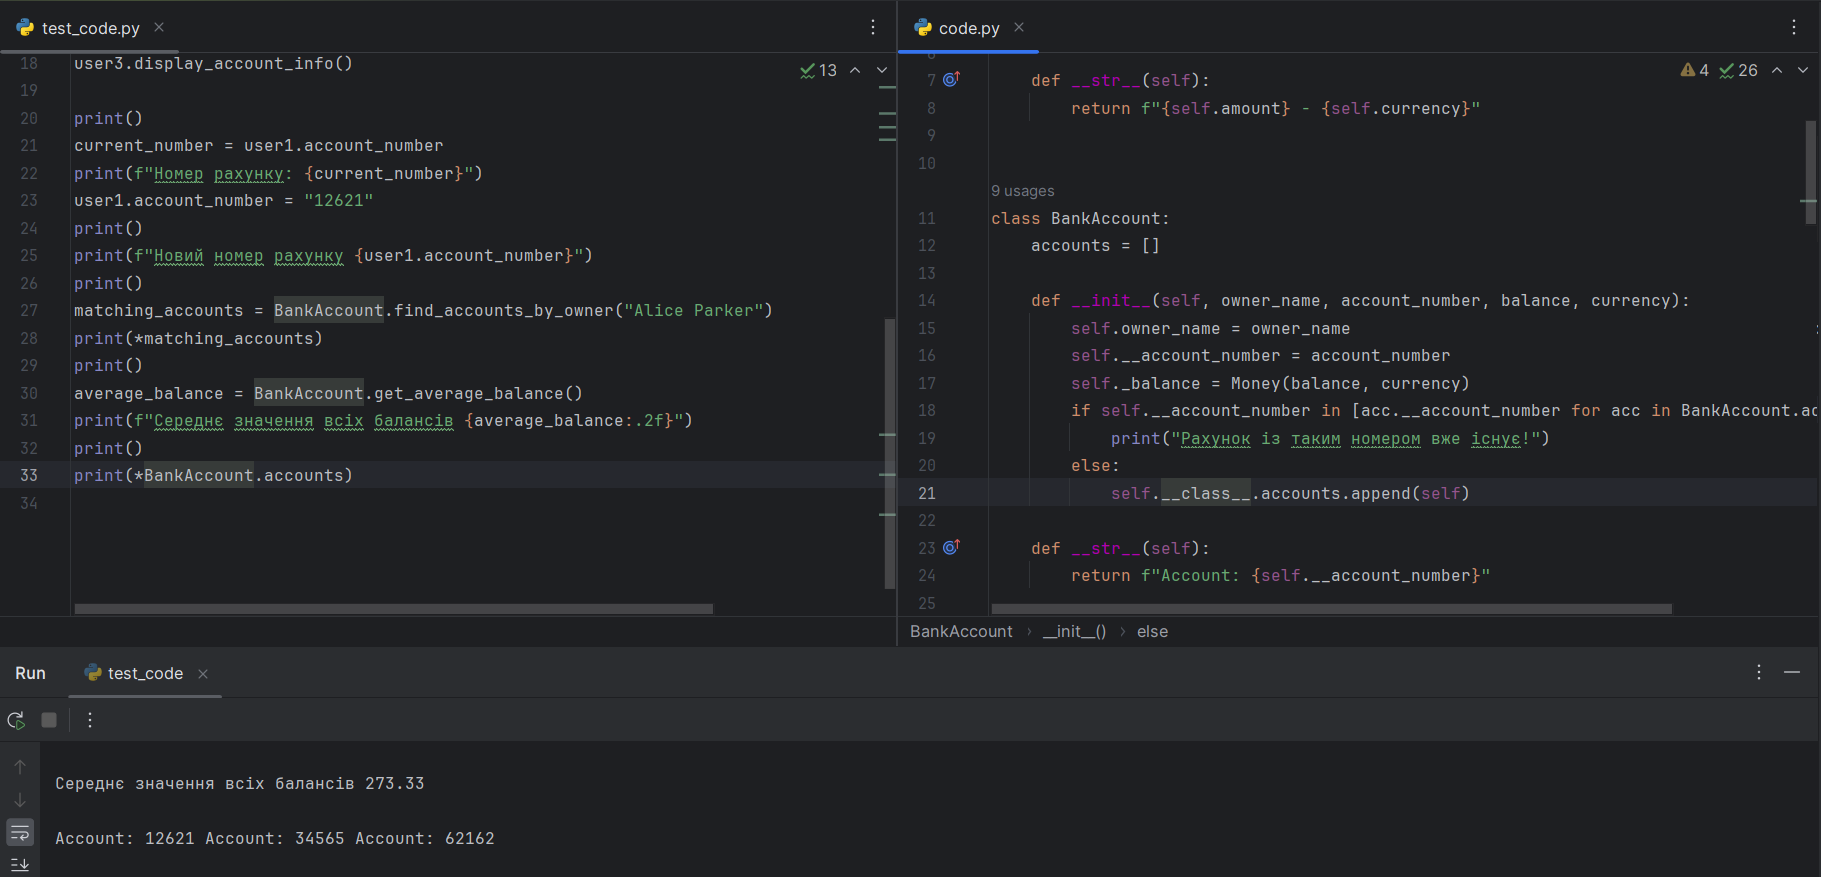 test_code.py
18 user3.display_account_info()
19
20 print()
21 current_number = user1.account_number
22 print(f"Номер рахунку: {current_number}")
23 user1.account_number = "12621"
24 print()
25 print(f"Новий номер рахунку {user1.account_number}")
26 print()
27 matching_accounts = BankAccount.find_accounts_by_owner("Alice Parker")
28 print(*matching_accounts)
29 print()
30 average_balance = BankAccount.get_average_balance()
31 print(f"Середнє значення всіх балансів {average_balance:.2f}")
32 print()
33 print(*BankAccount.accounts)
34
13
code.py
4 26
7 def __str__(self):
8 return f"{self.amount} - {self.currency}"
9
10
9 usages
11 class BankAccount:
12 accounts = []
13
14 def __init__(self, owner_name, account_number, balance, currency):
15 self.owner_name = owner_name
16 self.__account_number = account_number
17 self._balance = Money(balance, currency)
18 if self.__account_number in [acc.__account_number for acc in BankAccount.ac
19 print("Рахунок із таким номером вже існує!")
20 else:
21 self.__class__.accounts.append(self)
22
23 def __str__(self):
24 return f"Account: {self.__account_number}"
25
BankAccount › __init__() › else
Run test_code
Середнє значення всіх балансів 273.33
Account: 12621 Account: 34565 Account: 62162